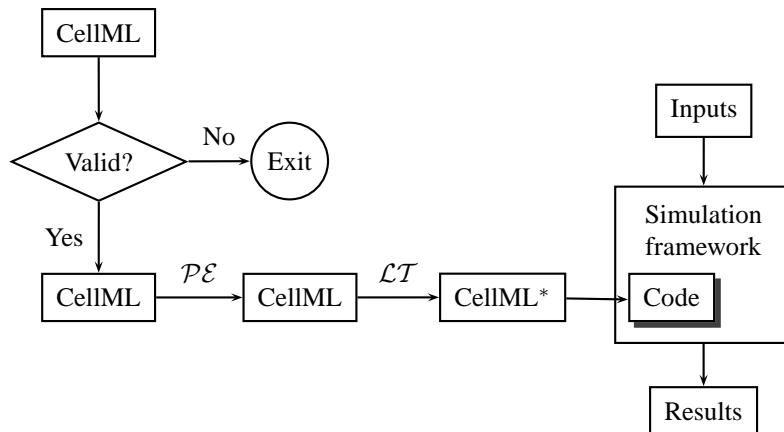 CellML
Inputs
No
Valid?
Exit
Simulation
framework
Yes
𝒫ℰ
ℒ𝒯
CellML
CellML
CellML*
Code
Results